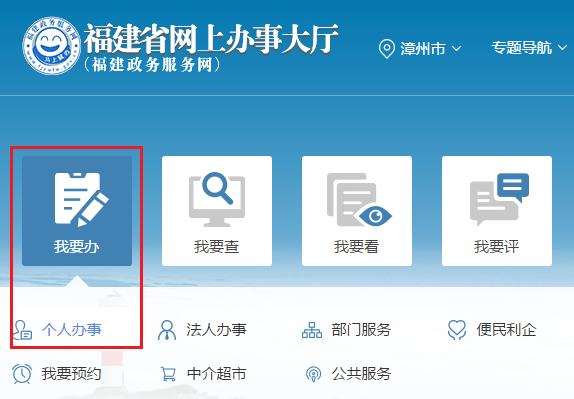 福建省网上办事大厅
(福建政务服务网)
漳州市
专题导航
我要办
我要查
我要看
我要评
个人办事
法人办事
部门服务
便民利企
我要预约
中介超市
公共服务